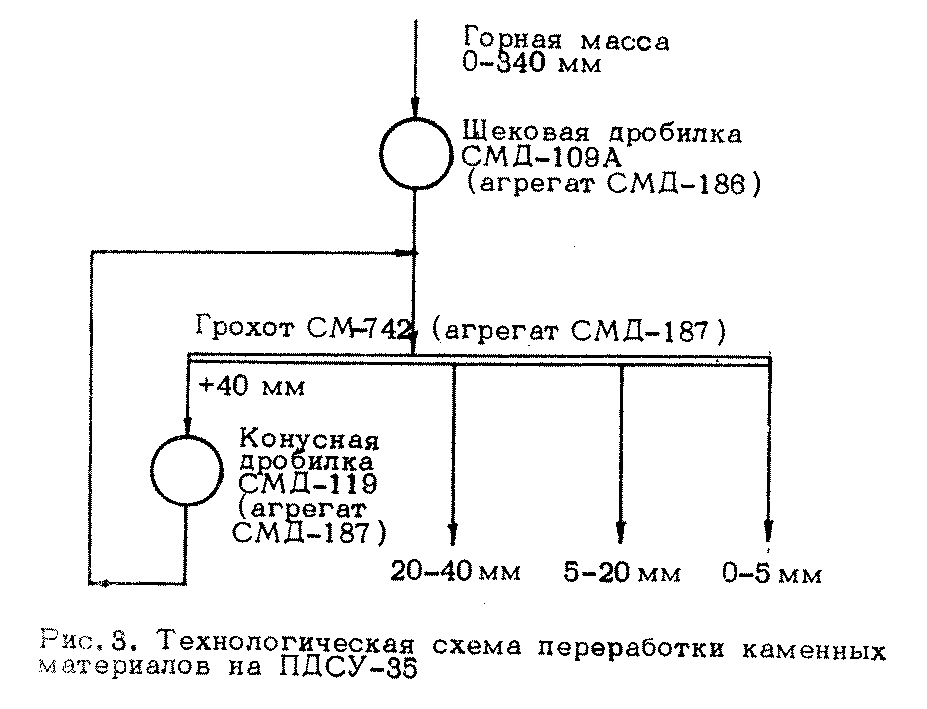 Горная масса
0-340 мм
Щековая дробилка
СМД-109А
(агрегат СМД-186)
Грохот СМ-742 (агрегат СМД-187)
+40 мм
Конусная
дробилка
СМД-119
(агрегат
СМД-187)
20-40 мм 5-20 мм 0-5 мм
Рис.3. Технологическая схема переработки каменных
материалов на ПДСУ-35